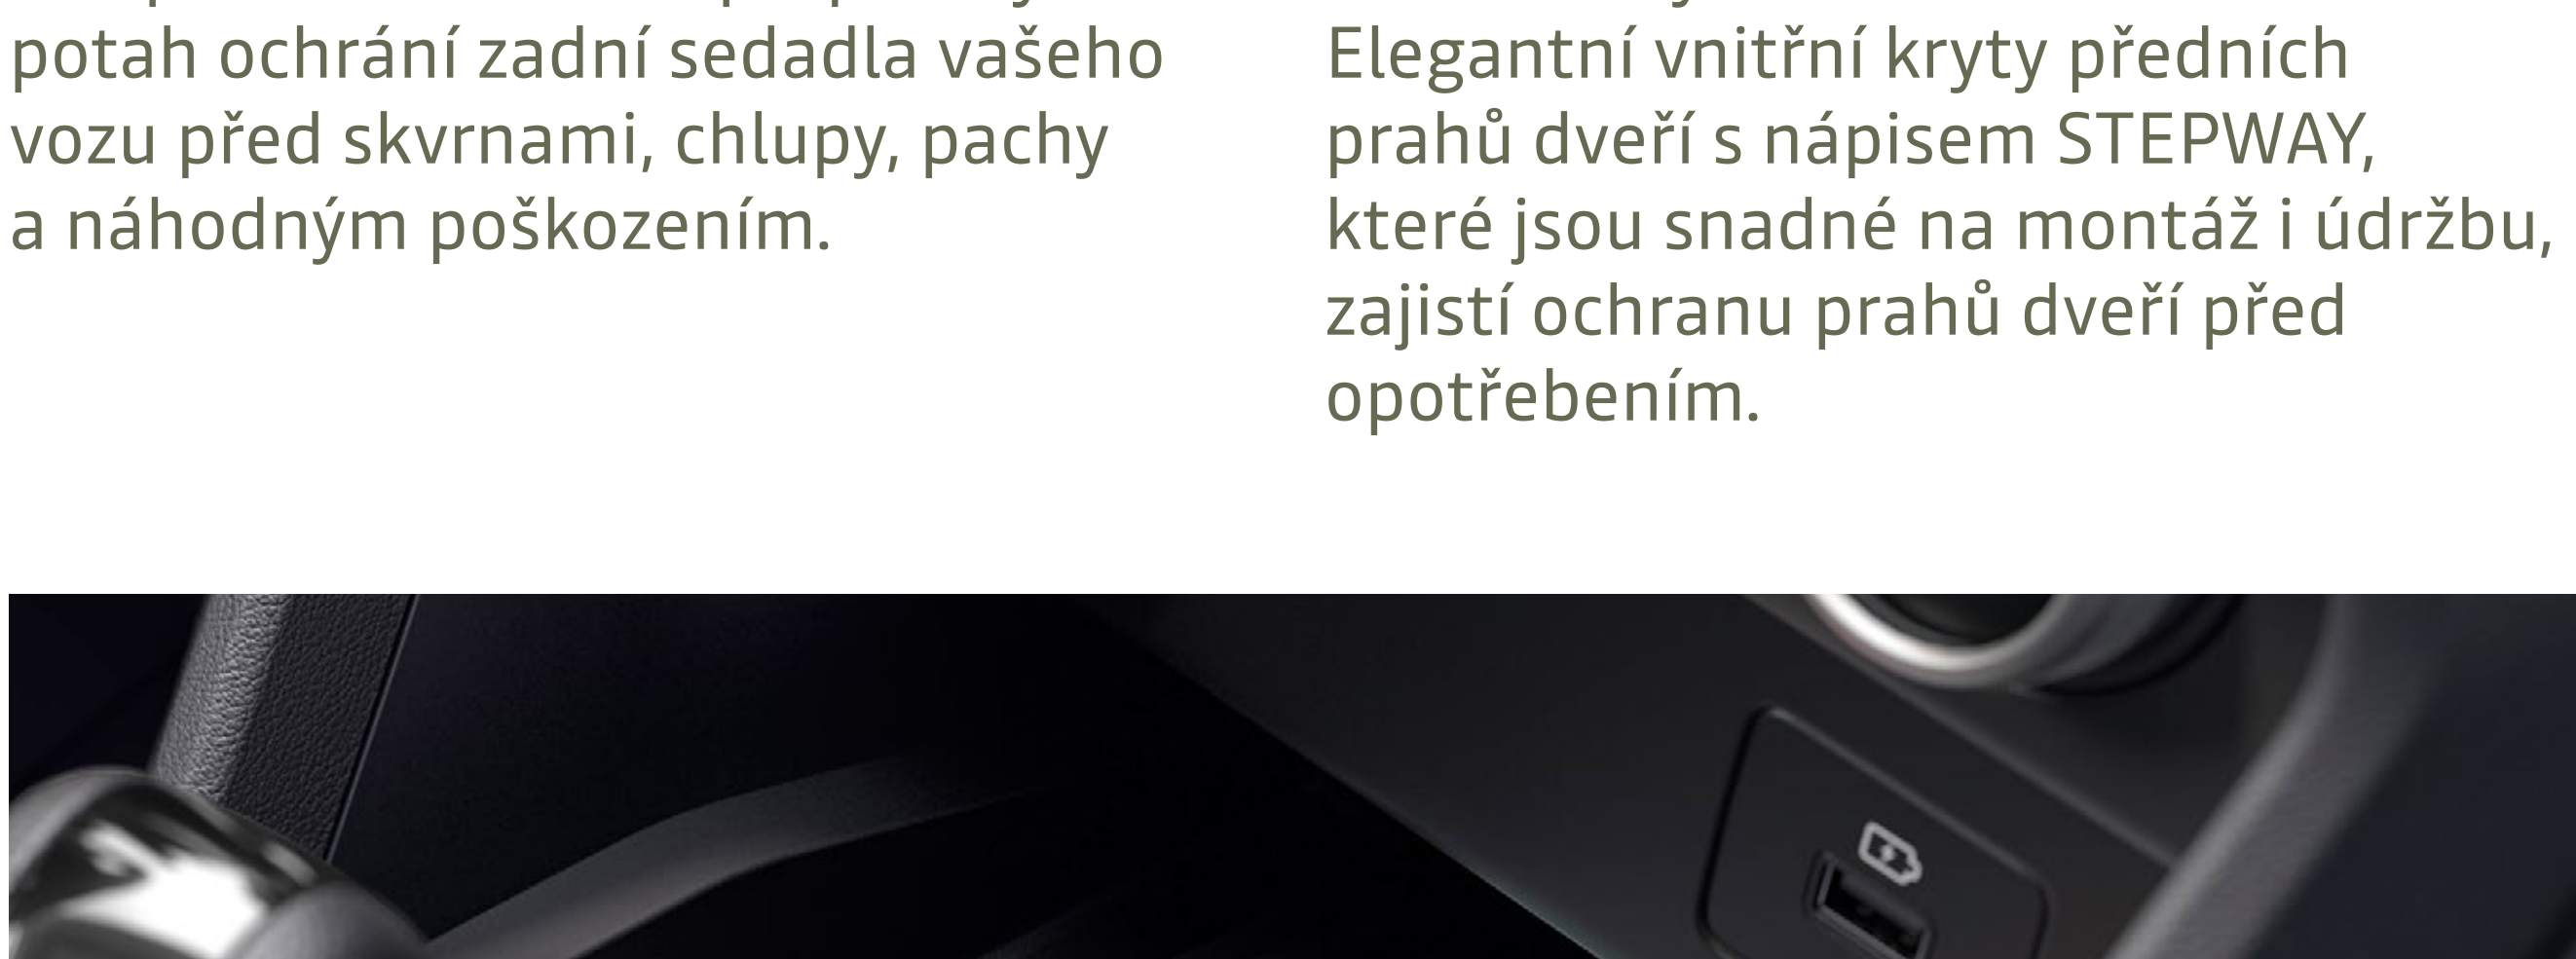 potah ochrání zadní sedadla vašeho
vozu před skvrnami, chlupy, pachy
a náhodným poškozením.
Elegantní vnitřní kryty předních
prahů dveří s nápisem STEPWAY,
které jsou snadné na montáž i údržbu,
zajistí ochranu prahů dveří před
opotřebením.